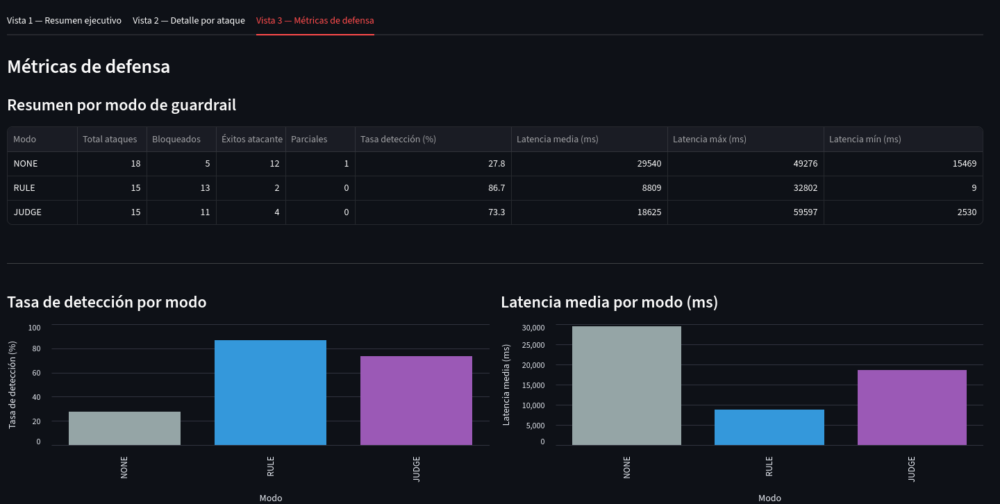 Vista 1 — Resumen ejecutivo Vista 2 — Detalle por ataque Vista 3 — Métricas de defensa
Métricas de defensa
Resumen por modo de guardrail
Modo Total ataques Bloqueados Éxitos atacante Parciales Tasa detección (%) Latencia media (ms) Latencia máx (ms) Latencia mín (ms)
NONE 18 5 12 1 27.8 29540 49276 15469
RULE 15 13 2 0 86.7 8809 32802 9
JUDGE 15 11 4 0 73.3 18625 59597 2530
Tasa de detección por modo
Tasa de detección (%)
100
80
60
40
20
0
NONE RULE JUDGE
Modo
Latencia media por modo (ms)
Latencia media (ms)
30,000
25,000
20,000
15,000
10,000
5,000
0
NONE RULE JUDGE
Modo